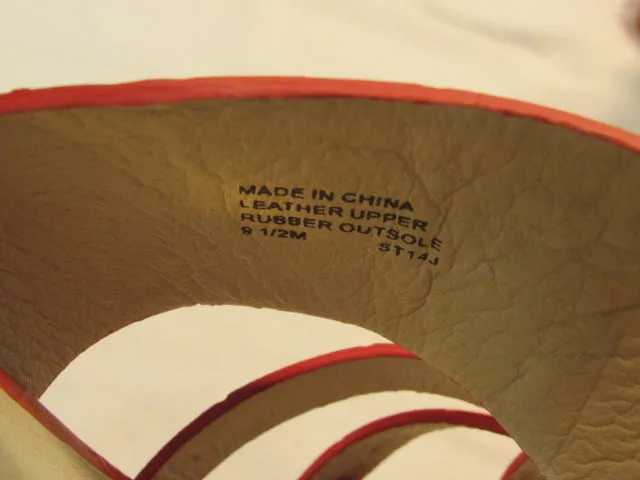 MADE IN CHINA
LEATHER UPPER
RUBBER OUTSOLE
9 1/2M ST14J